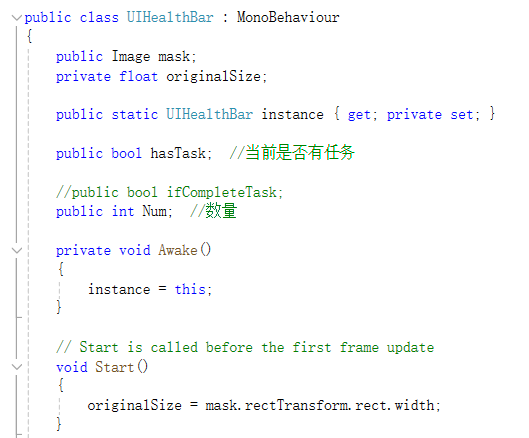 public class UIHealthBar : MonoBehaviour
{
    public Image mask;
    private float originalSize;

    public static UIHealthBar instance { get; private set; }

    public bool hasTask;  //当前是否有任务

    //public bool ifCompleteTask;
    public int Num;  //数量

    private void Awake()
    {
        instance = this;
    }

    // Start is called before the first frame update
    void Start()
    {
        originalSize = mask.rectTransform.rect.width;
    }